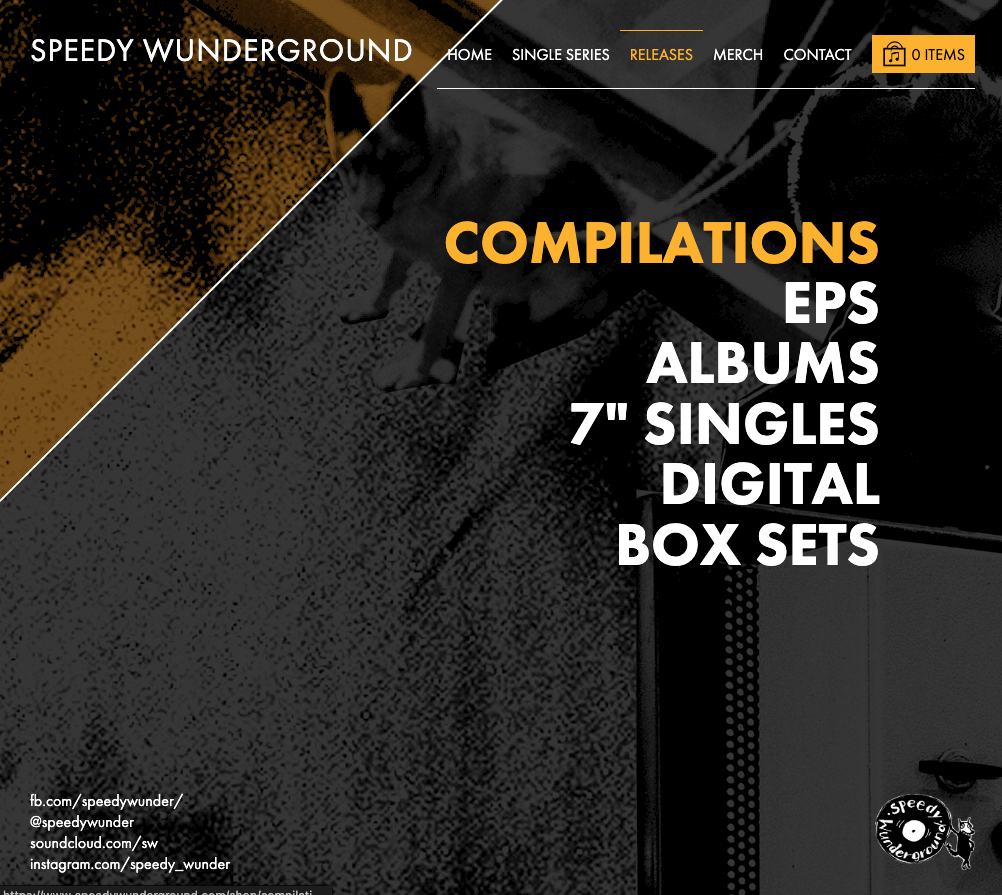 SPEEDY WUNDERGROUND
HOME SINGLE SERIES RELEASES MERCH CONTACT 0 ITEMS
COMPILATIONS
EPS
ALBUMS
7" SINGLES
DIGITAL
BOX SETS
fb.com/speedywunder/
@speedywunder
soundcloud.com/sw
instagram.com/speedy_wunder
Speedy
Wunderground
https://www.speedywunderground.com/shop/compilati